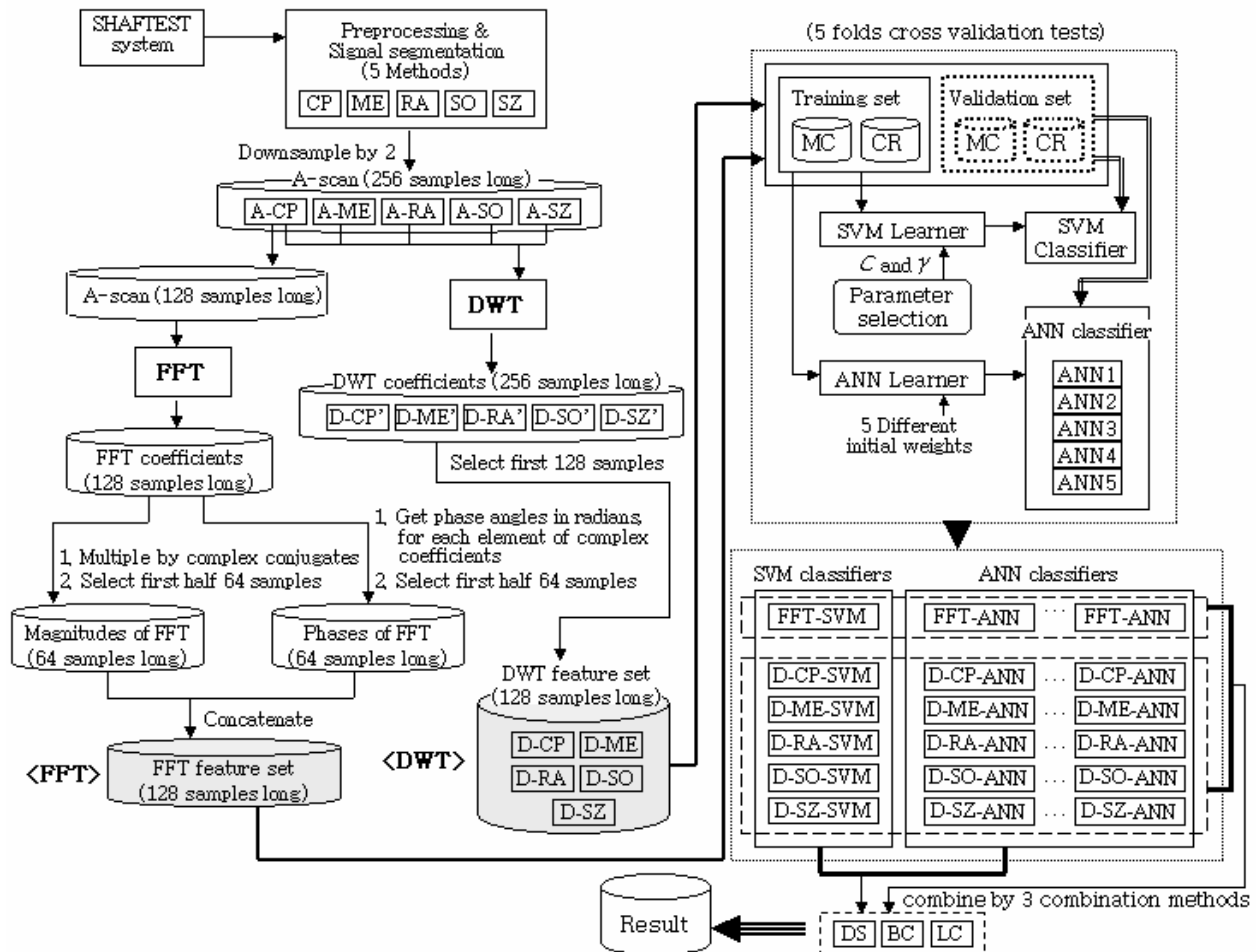 SHAFTEST
system
Preprocessing &
Signal segmentation
(5 Methods)
CP ME RA SO SZ
Downsample by 2
A-scan (256 samples long)
A-CP A-ME A-RA A-SO A-SZ
A-scan (128 samples long)
DWT
FFT
DWT coefficients (256 samples long)
D-CP' D-ME' D-RA' D-SO' D-SZ'
FFT coefficients
(128 samples long)
Select first 128 samples
1, Multiple by complex conjugates
2, Select first half 64 samples
1, Get phase angles in radians,
for each element of complex
coefficients
2, Select first half 64 samples
Magnitudes of FFT
(64 samples long)
Phases of FFT
(64 samples long)
Concatenate
<FFT>
FFT feature set
(128 samples long)
DWT feature set
(128 samples long)
<DWT>
D-CP D-ME
D-RA D-SO
D-SZ
(5 folds cross validation tests)
Training set
MC CR
Validation set
MC CR
SVM Learner
SVM
Classifier
C and γ
Parameter
selection
ANN Learner
5 Different
initial weights
ANN classifier
ANN1
ANN2
ANN3
ANN4
ANN5
SVM classifiers ANN classifiers
FFT-SVM FFT-ANN ... FFT-ANN
D-CP-SVM D-CP-ANN ... D-CP-ANN
D-ME-SVM D-ME-ANN ... D-ME-ANN
D-RA-SVM D-RA-ANN ... D-RA-ANN
D-SO-SVM D-SO-ANN ... D-SO-ANN
D-SZ-SVM D-SZ-ANN ... D-SZ-ANN
combine by 3 combination methods
DS BC LC
Result